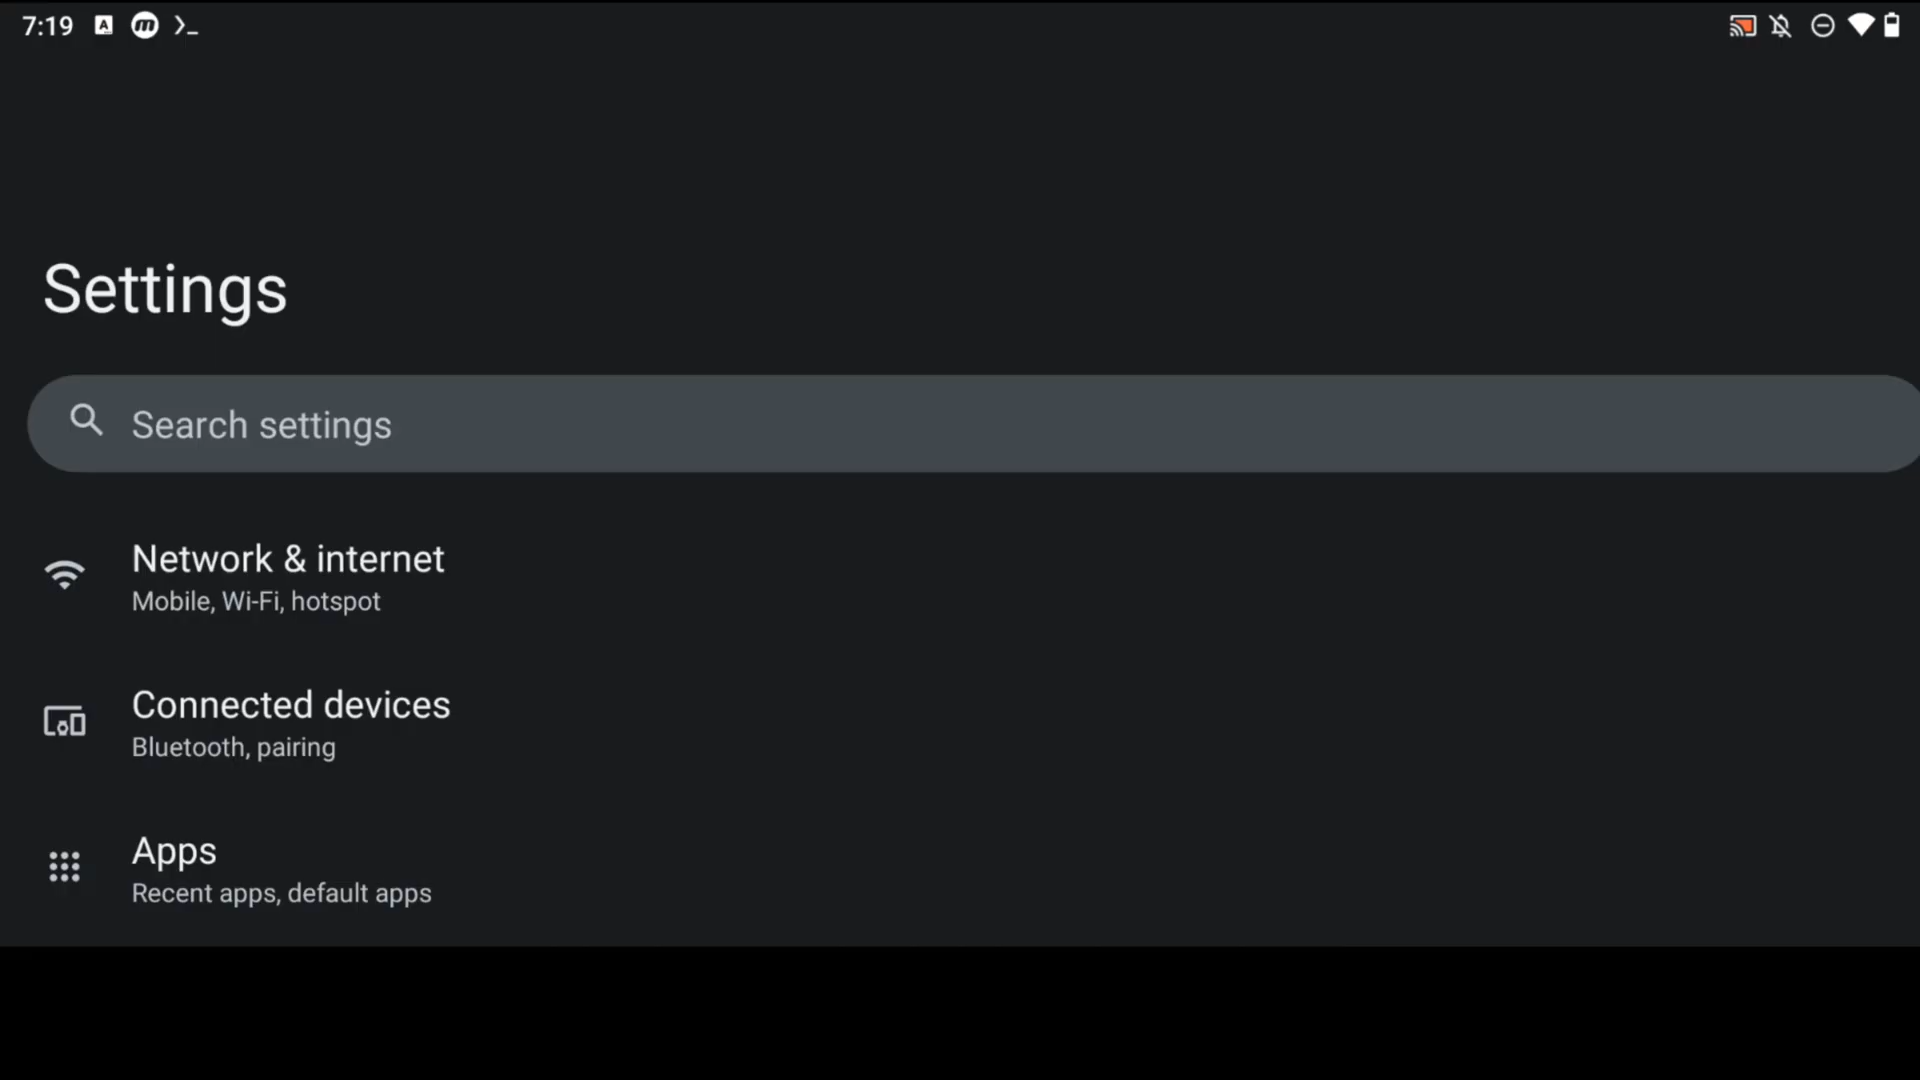 7:19
Settings
Search settings
Network & internet
Mobile, Wi-Fi, hotspot
Connected devices
Bluetooth, pairing
Apps
Recent apps, default apps